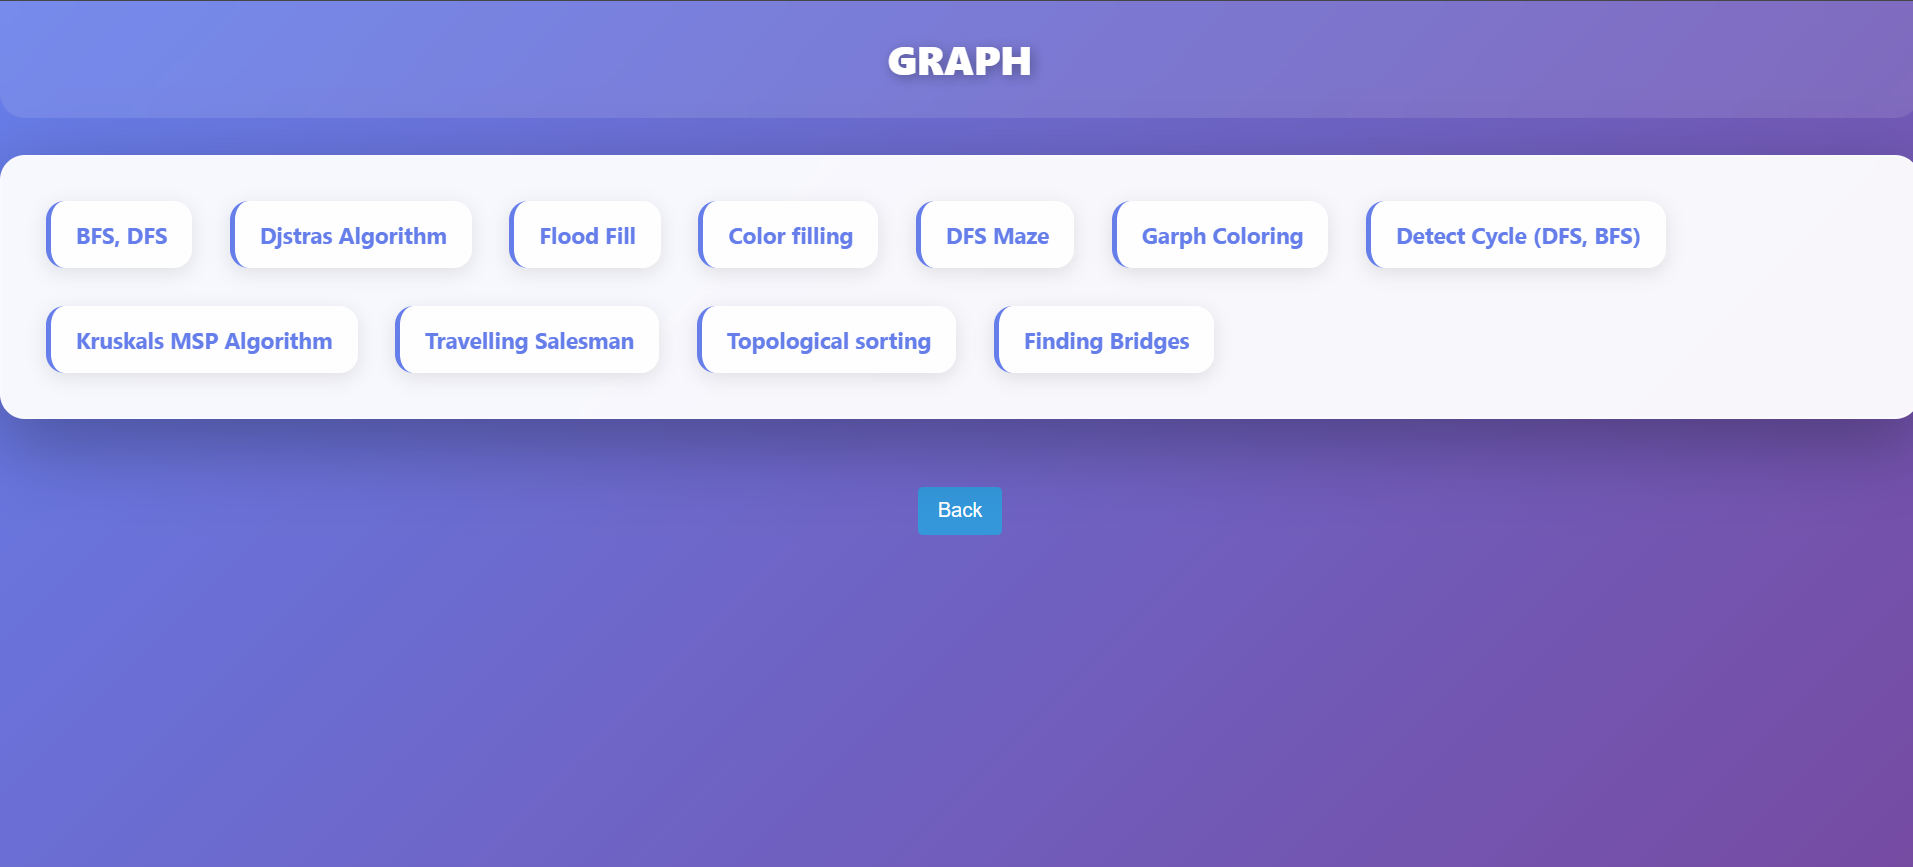 GRAPH
BFS, DFS
Djstras Algorithm
Flood Fill
Color filling
DFS Maze
Garph Coloring
Detect Cycle (DFS, BFS)
Kruskals MSP Algorithm
Travelling Salesman
Topological sorting
Finding Bridges
Back